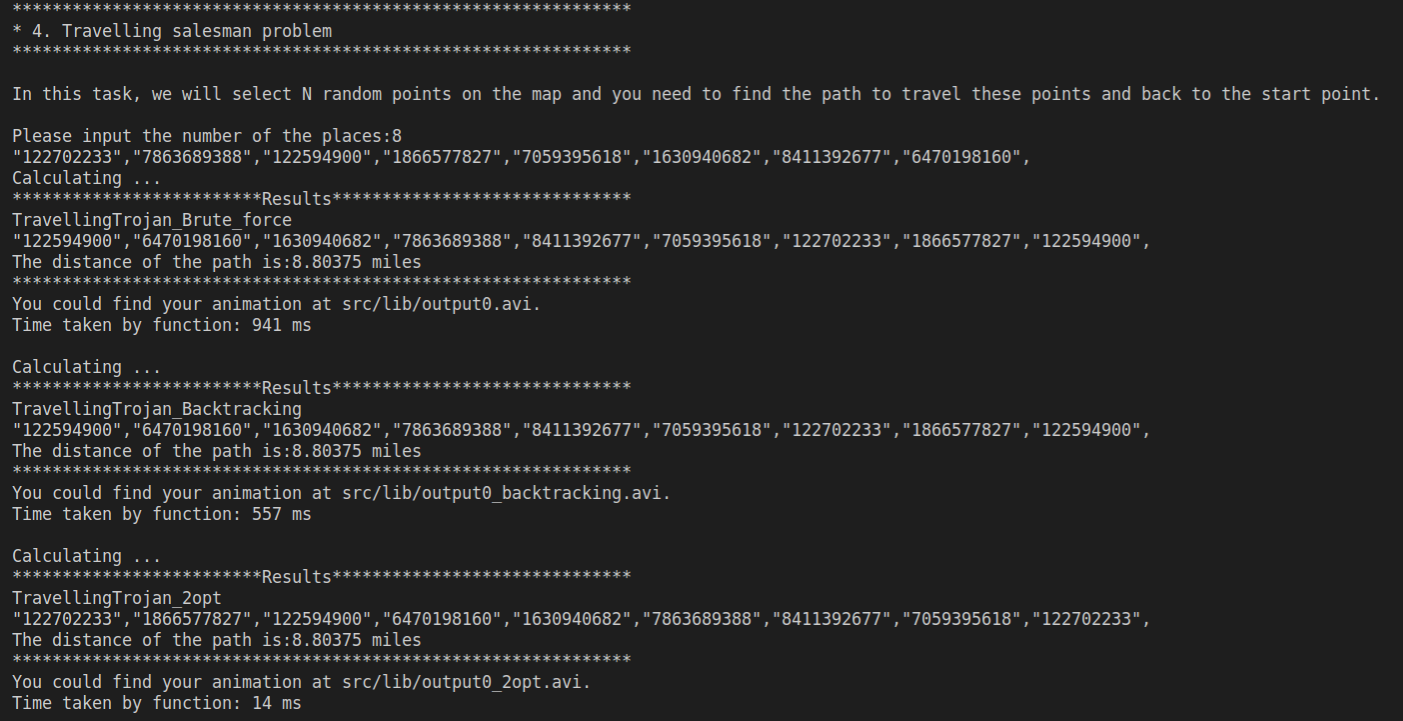 **************************************************************
* 4. Travelling salesman problem
**************************************************************
In this task, we will select N random points on the map and you need to find the path to travel these points and back to the start point.
Please input the number of the places:8
"122702233","7863689388","122594900","1866577827","7059395618","1630940682","8411392677","6470198160",
Calculating ...
*************************Results******************************
TravellingTrojan_Brute_force
"122594900","6470198160","1630940682","7863689388","8411392677","7059395618","122702233","1866577827","122594900",
The distance of the path is:8.80375 miles
**************************************************************
You could find your animation at src/lib/output0.avi.
Time taken by function: 941 ms
Calculating ...
*************************Results******************************
TravellingTrojan_Backtracking
"122594900","6470198160","1630940682","7863689388","8411392677","7059395618","122702233","1866577827","122594900",
The distance of the path is:8.80375 miles
**************************************************************
You could find your animation at src/lib/output0_backtracking.avi.
Time taken by function: 557 ms
Calculating ...
*************************Results******************************
TravellingTrojan_2opt
"122702233","1866577827","122594900","6470198160","1630940682","7863689388","8411392677","7059395618","122702233",
The distance of the path is:8.80375 miles
**************************************************************
You could find your animation at src/lib/output0_2opt.avi.
Time taken by function: 14 ms